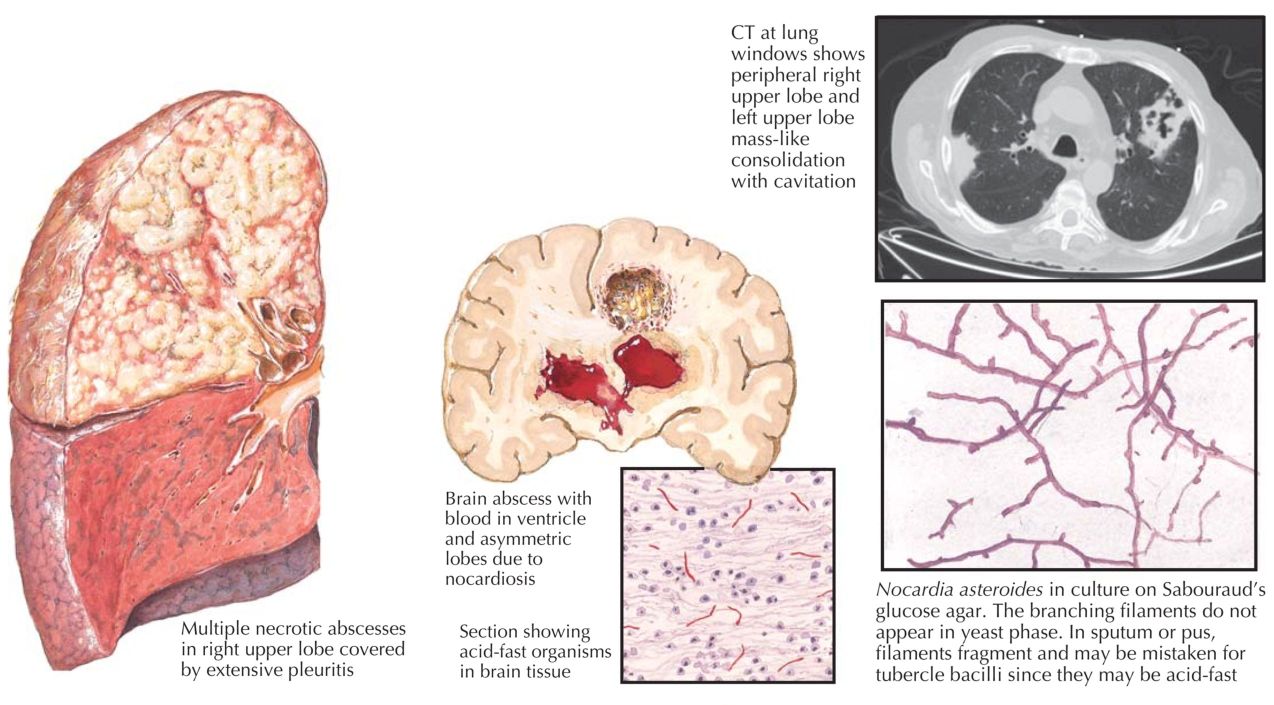 CT at lung
windows shows
peripheral right
upper lobe and
left upper lobe
mass-like
consolidation
with cavitation
Brain abscess with
blood in ventricle
and asymmetric
lobes due to
nocardiosis
Multiple necrotic abscesses
in right upper lobe covered
by extensive pleuritis
Section showing
acid-fast organisms
in brain tissue
Nocardia asteroides in culture on Sabouraud’s
glucose agar. The branching filaments do not
appear in yeast phase. In sputum or pus,
filaments fragment and may be mistaken for
tubercle bacilli since they may be acid-fast